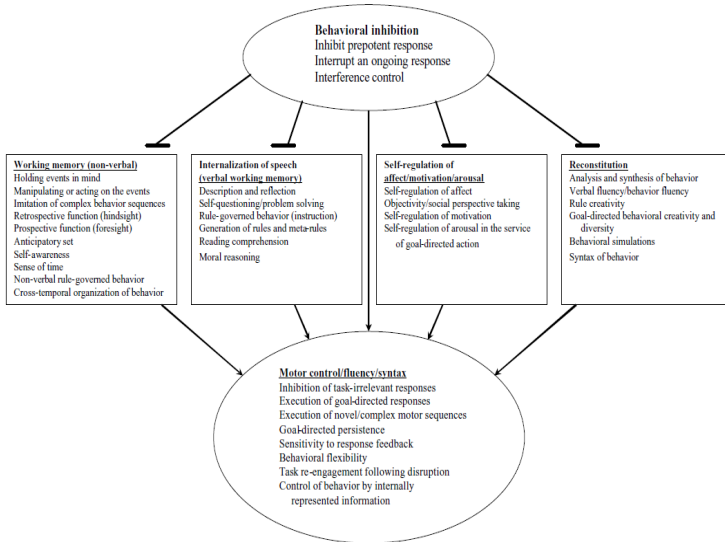 Behavioral inhibition
Inhibit prepotent response
Interrupt an ongoing response
Interference control
Working memory (non-verbal)
Holding events in mind
Manipulating or acting on the events
Imitation of complex behavior sequences
Retrospective function (hindsight)
Prospective function (foresight)
Anticipatory set
Self-awareness
Sense of time
Non-verbal rule-governed behavior
Cross-temporal organization of behavior
Internalization of speech
(verbal working memory)
Description and reflection
Self-questioning/problem solving
Rule-governed behavior (instruction)
Generation of rules and meta-rules
Reading comprehension
Moral reasoning
Self-regulation of
affect/motivation/arousal
Self-regulation of affect
Objectivity/social perspective taking
Self-regulation of motivation
Self-regulation of arousal in the service
of goal-directed action
Reconstitution
Analysis and synthesis of behavior
Verbal fluency/behavior fluency
Rule creativity
Goal-directed behavioral creativity and
diversity
Behavioral simulations
Syntax of behavior
Motor control/fluency/syntax
Inhibition of task-irrelevant responses
Execution of goal-directed responses
Execution of novel/complex motor sequences
Goal-directed persistence
Sensitivity to response feedback
Behavioral flexibility
Task re-engagement following disruption
Control of behavior by internally
represented information